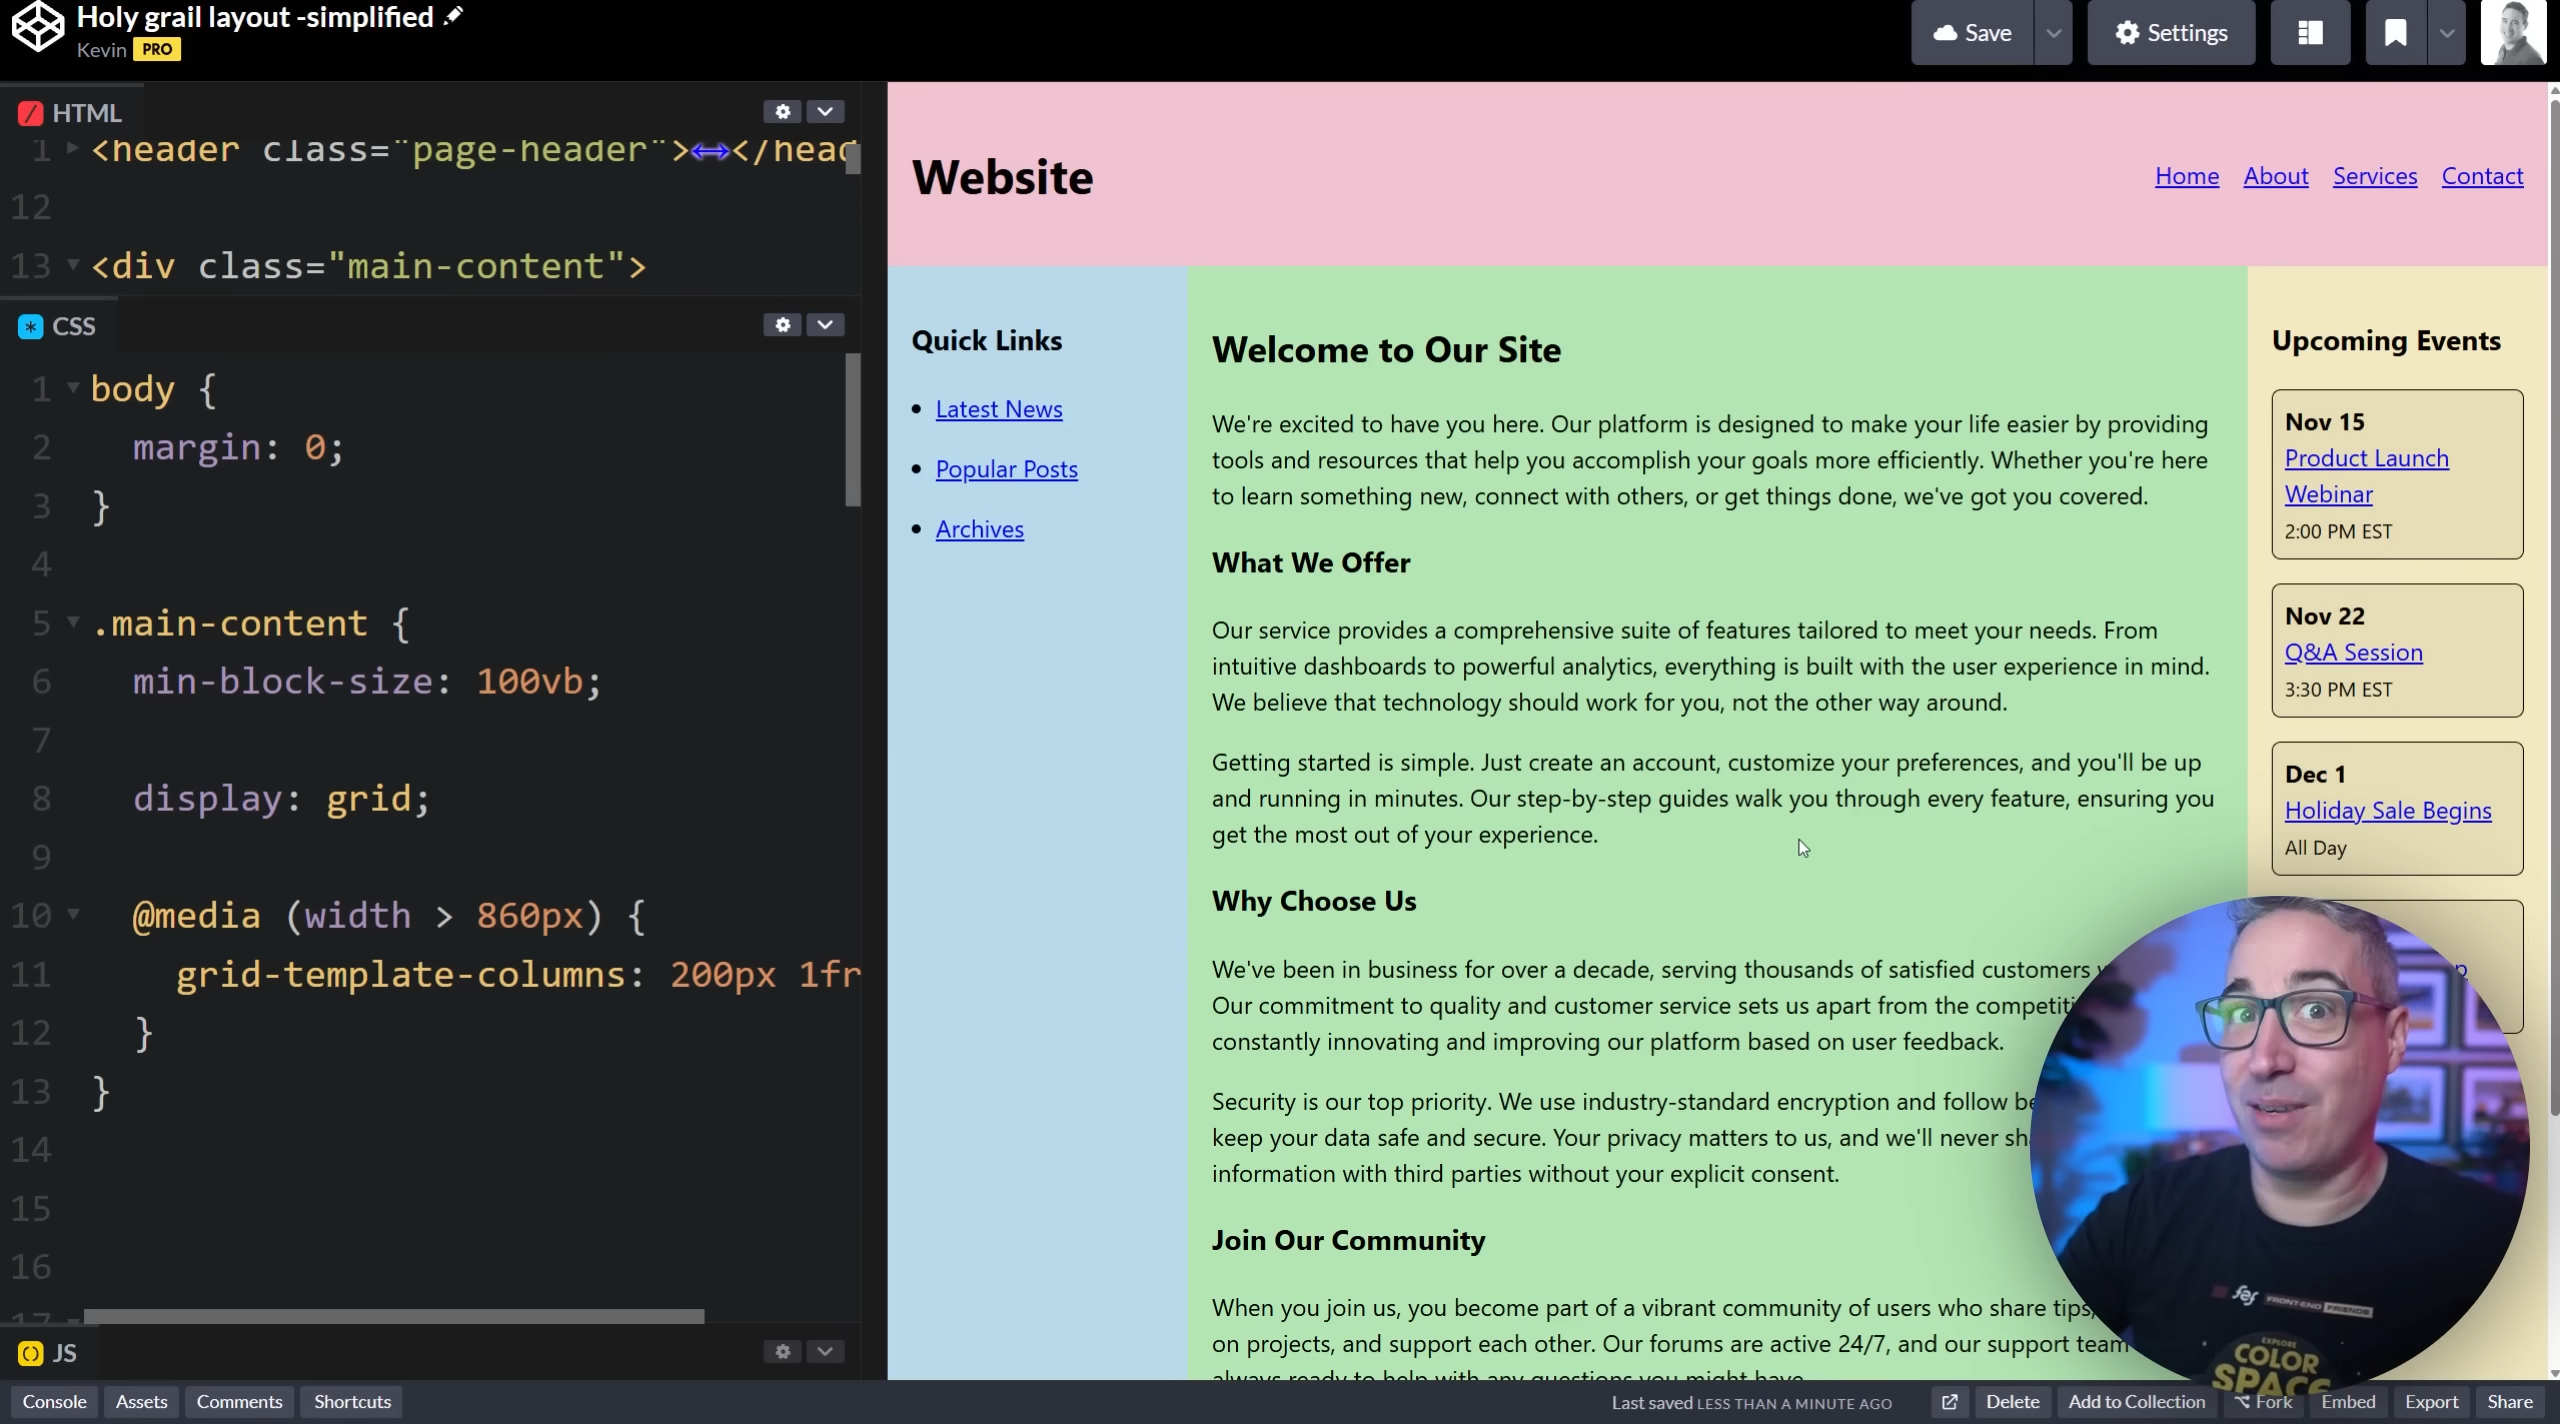 Holy grail layout -simplified
Kevin PRO
Save
Settings
HTML
1 <header class="page-header">↔</head
12
13 <div class="main-content">
CSS
1 body {
2 margin: 0;
3 }
4
5 .main-content {
6 min-block-size: 100vb;
7
8 display: grid;
9
10 @media (width > 860px) {
11 grid-template-columns: 200px 1fr
12 }
13 }
14
15
16
17
JS
Website
Home About Services Contact
Quick Links
Latest News
Popular Posts
Archives
Welcome to Our Site
We're excited to have you here. Our platform is designed to make your life easier by providing
tools and resources that help you accomplish your goals more efficiently. Whether you're here
to learn something new, connect with others, or get things done, we've got you covered.
What We Offer
Our service provides a comprehensive suite of features tailored to meet your needs. From
intuitive dashboards to powerful analytics, everything is built with the user experience in mind.
We believe that technology should work for you, not the other way around.
Getting started is simple. Just create an account, customize your preferences, and you'll be up
and running in minutes. Our step-by-step guides walk you through every feature, ensuring you
get the most out of your experience.
Why Choose Us
We've been in business for over a decade, serving thousands of satisfied customers
Our commitment to quality and customer service sets us apart from the competiti
constantly innovating and improving our platform based on user feedback.
Security is our top priority. We use industry-standard encryption and follow be
keep your data safe and secure. Your privacy matters to us, and we'll never sh
information with third parties without your explicit consent.
Join Our Community
When you join us, you become part of a vibrant community of users who share tips,
on projects, and support each other. Our forums are active 24/7, and our support team
always ready to help with any questions you might have.
Upcoming Events
Nov 15
Product Launch
Webinar
2:00 PM EST
Nov 22
Q&A Session
3:30 PM EST
Dec 1
Holiday Sale Begins
All Day
p
fef FRONT-END FRIENDS
EXPLORE
COLOR
SPACE
Console Assets Comments Shortcuts
Last saved LESS THAN A MINUTE AGO
Delete Add to Collection Fork Embed Export Share